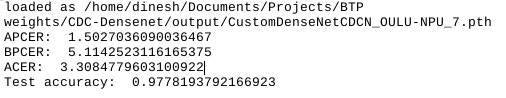 loaded as /home/dinesh/Documents/Projects/BTP
weights/CDC-Densenet/output/CustomDenseNetCDCN_OULU-NPU_7.pth
APCER:  1.5027036090036467
BPCER:  5.1142523116165375
ACER:  3.3084779603100922
Test accuracy:  0.9778193792166923